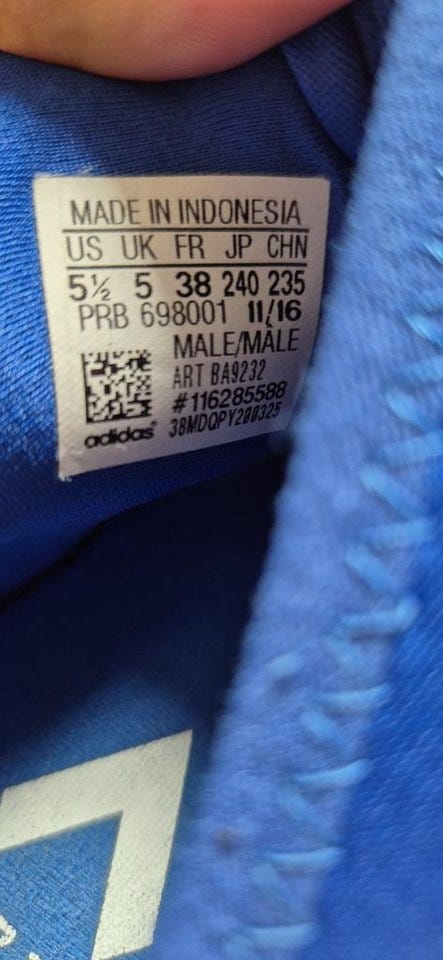 MADE IN INDONESIA
US UK FR JP CHN
5½ 5 38 240 235
PRB 698001 11/16
MALE/MÂLE
ART BA9232
#116285588
adidas® 38MDQPY200325